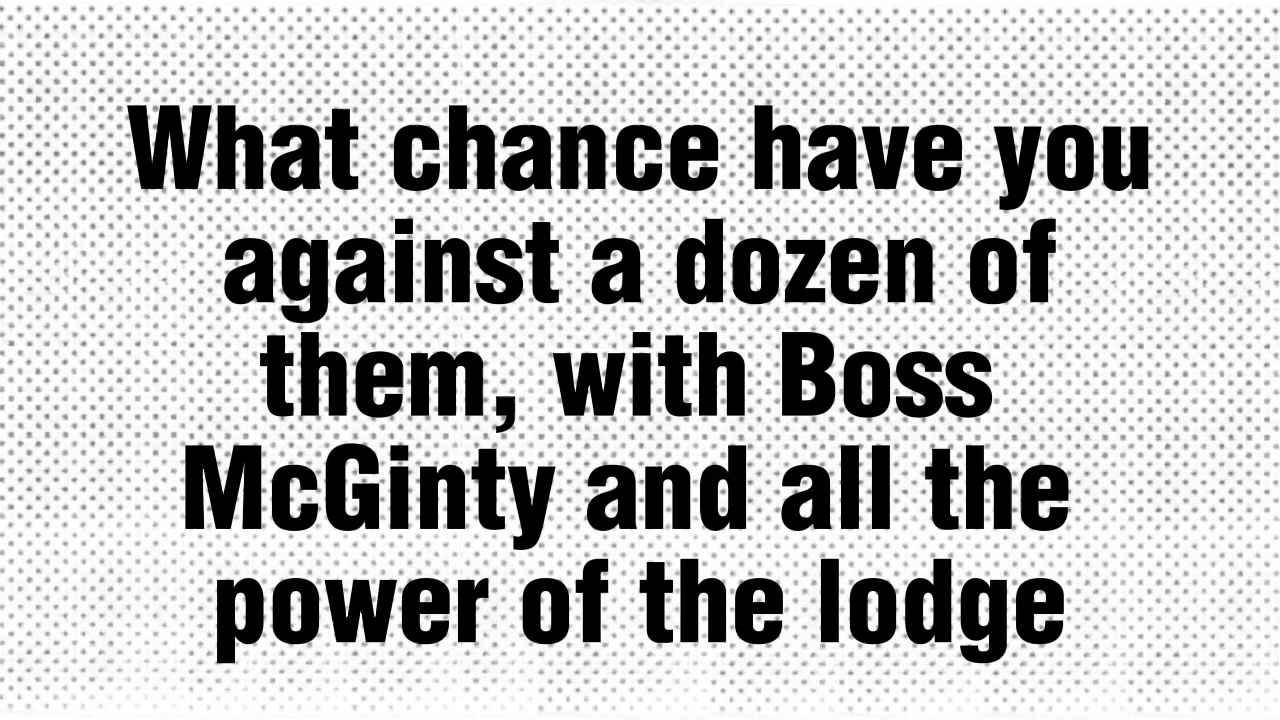 What chance have you
against a dozen of
them, with Boss
McGinty and all the
power of the lodge